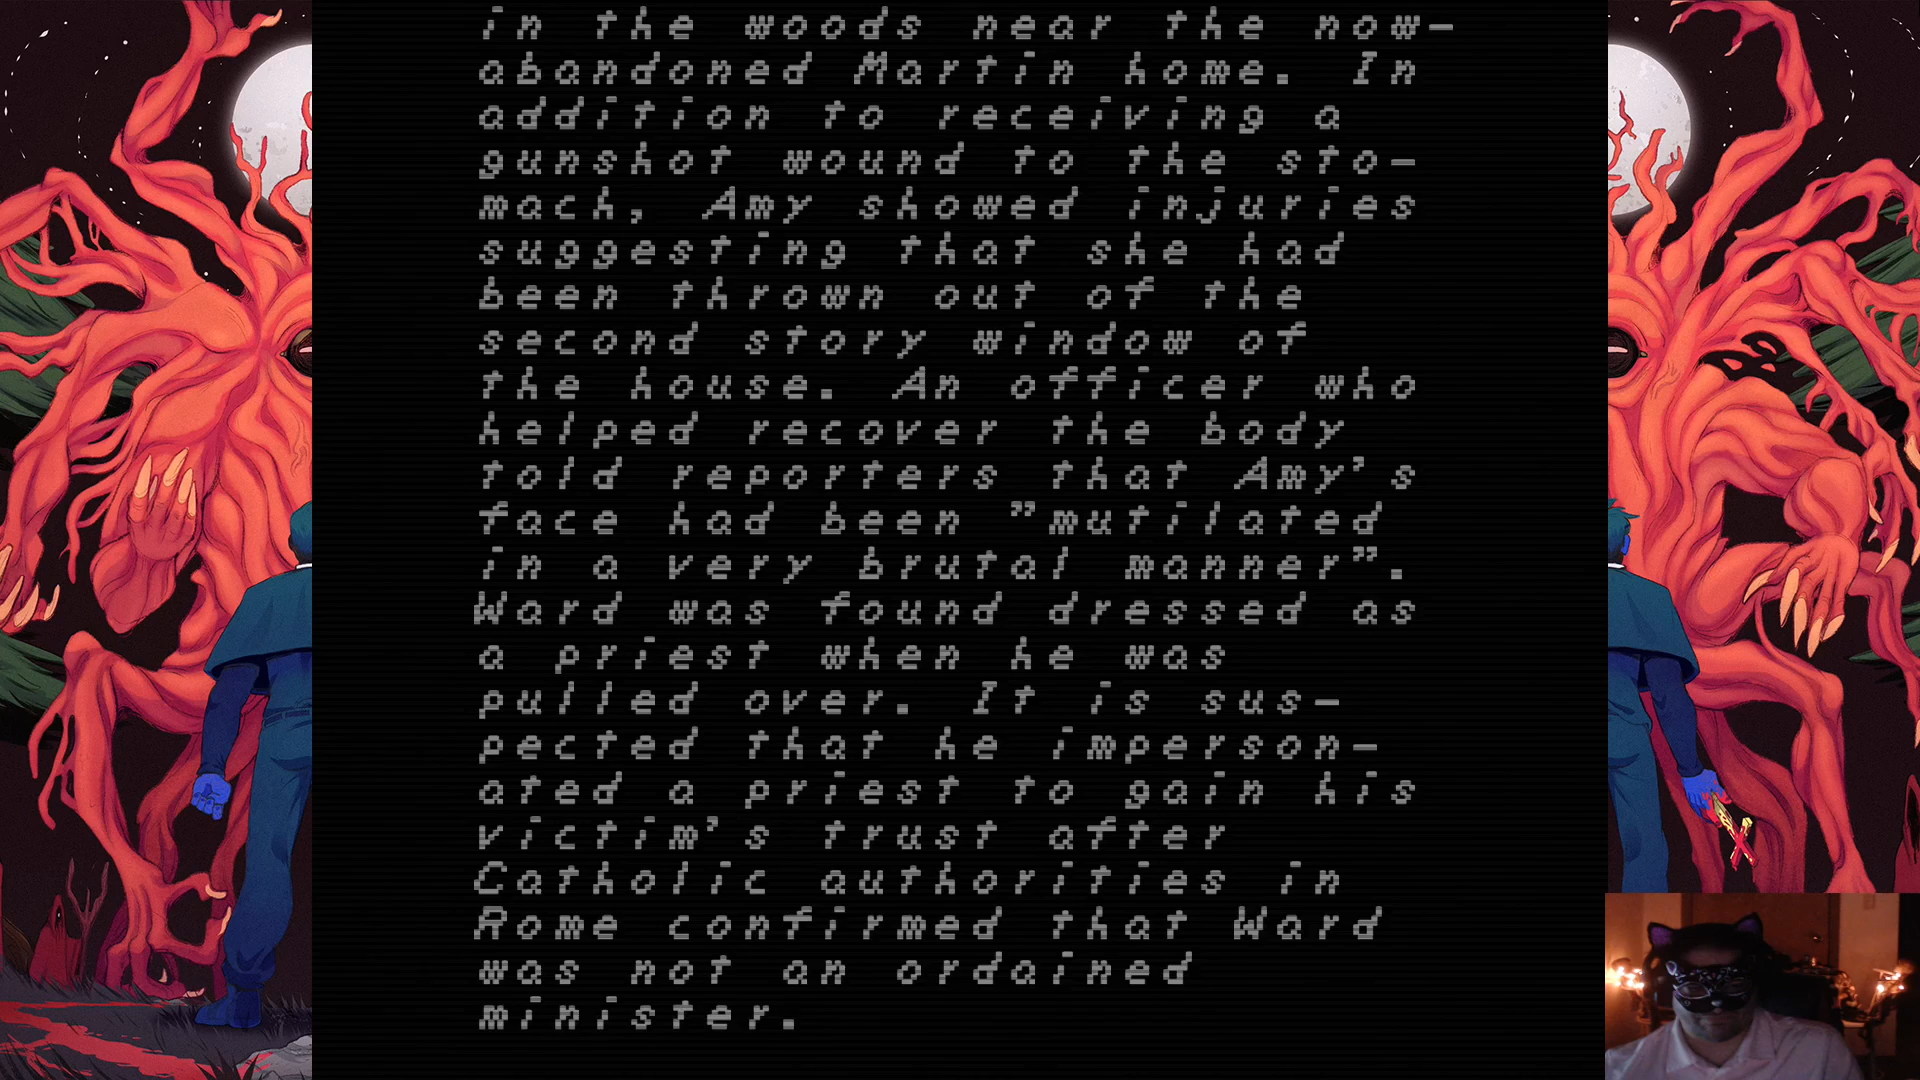 in the woods near the now-
abandoned Martin home. In
addition to receiving a
gunshot wound to the sto-
mach, Amy showed injuries
suggesting that she had
been thrown out of the
second story window of
the house. An officer who
helped recover the body
told reporters that Amy's
face had been "mutilated
in a very brutal manner".
Ward was found dressed as
a priest when he was
pulled over. It is sus-
pected that he imperson-
ated a priest to gain his
victim's trust after
Catholic authorities in
Rome confirmed that Ward
was not an ordained
minister.